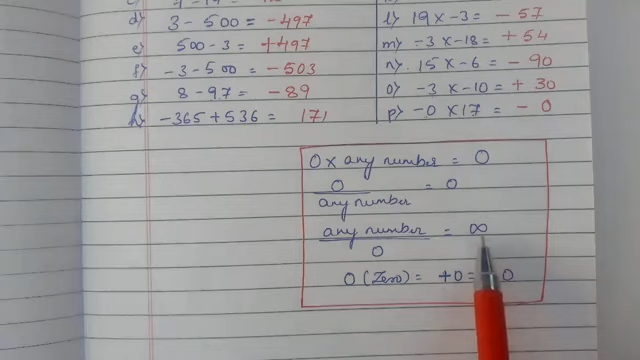 d) 3 - 500 = - 497
e) 500 - 3 = + 497
f) - 3 - 500 = - 503
g) 8 - 97 = - 89
h) - 365 + 536 = 171
l) 19 x - 3 = - 57
m) - 3 x - 18 = + 54
n) 15 x - 6 = - 90
o) - 3 x - 10 = + 30
p) - 0 x 17 = - 0
0 x any number = 0
0 = 0
any number
any number = ∞
0
0 (Zero) = +0 = 0